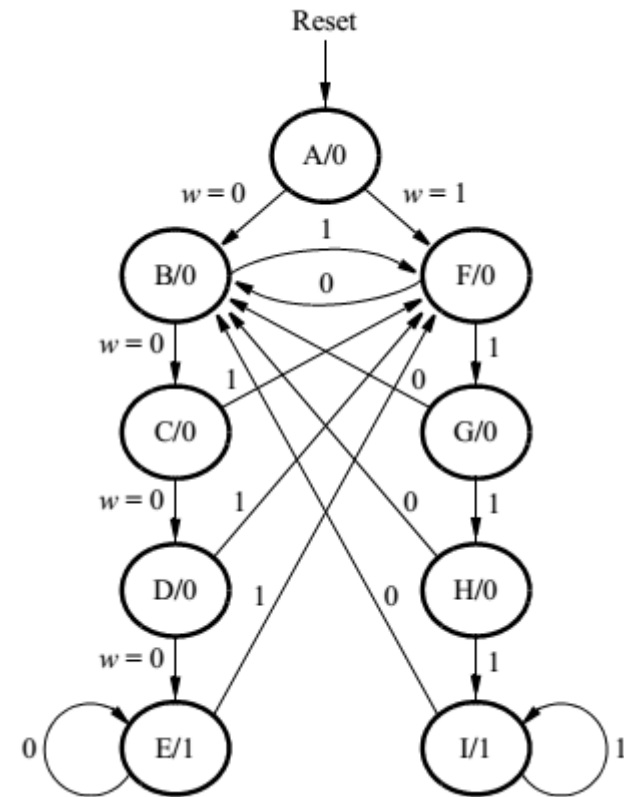 Reset
A/0
w = 0 w = 1
1
B/0 0 F/0
w = 0 1
1 0
C/0 G/0
w = 0 1 0 1
D/0 H/0
1 0
w = 0 1
0 E/1 I/1 1